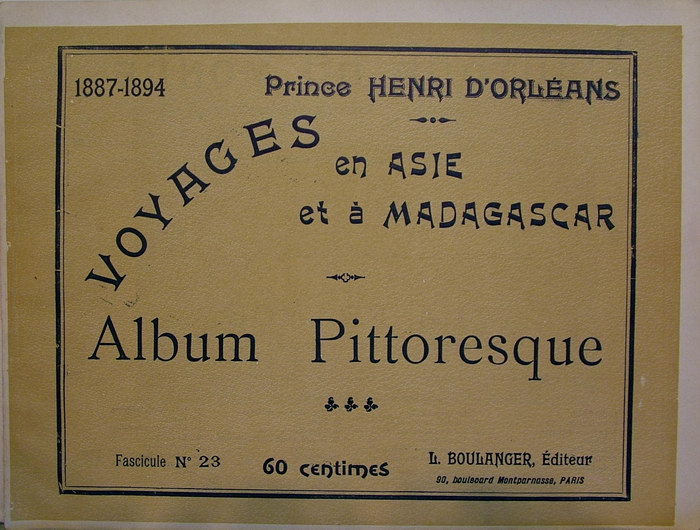 1887-1894
Prince HENRI D'ORLÉANS
VOYAGES
en ASIE
et à MADAGASCAR
Album Pittoresque
Fascicule N° 23
60 centimes
L. BOULANGER, Éditeur
90, boulevard Montparnasse, PARIS